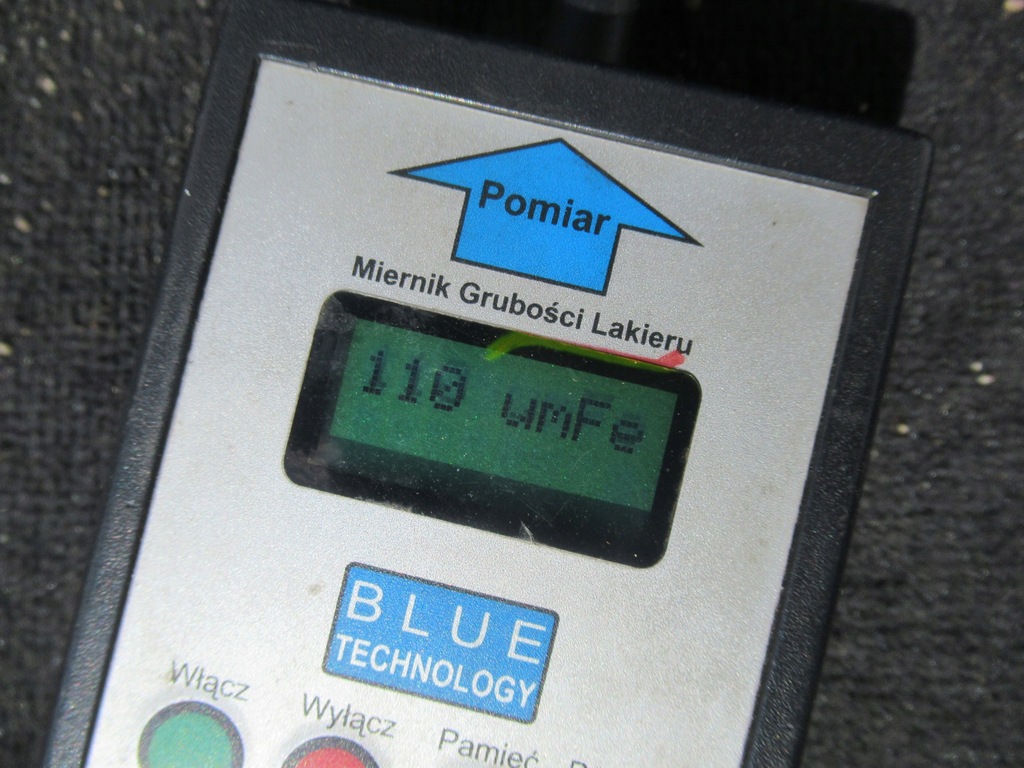 Pomiar
Miernik Grubości Lakieru
110 umFe
BLUE
TECHNOLOGY
Włącz
Wyłącz
Pamięć